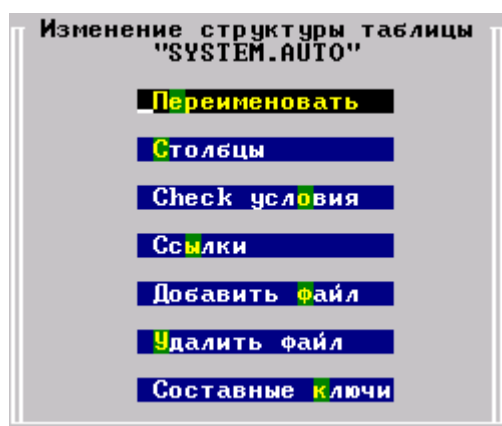 Изменение структуры таблицы
"SYSTEM.AUTO"
Переименовать
Столбцы
Check условия
Ссылки
Добавить файл
Удалить файл
Составные ключи